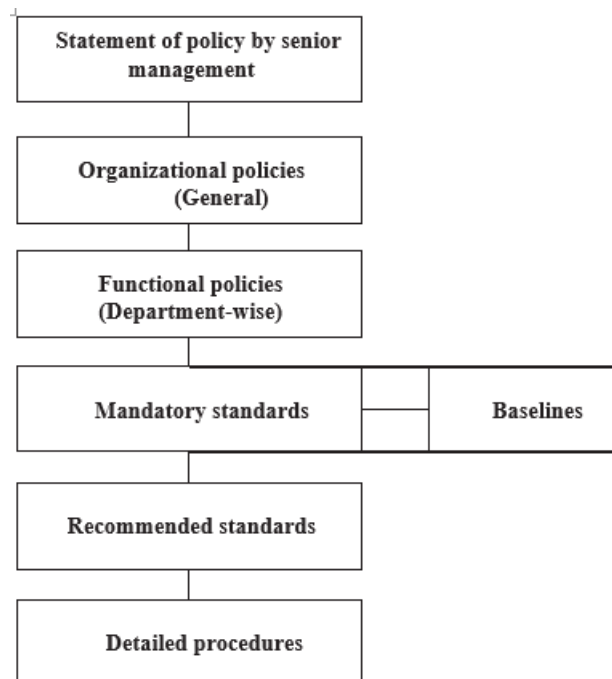 Statement of policy by senior
management
Organizational policies
(General)
Functional policies
(Department-wise)
Mandatory standards
Baselines
Recommended standards
Detailed procedures